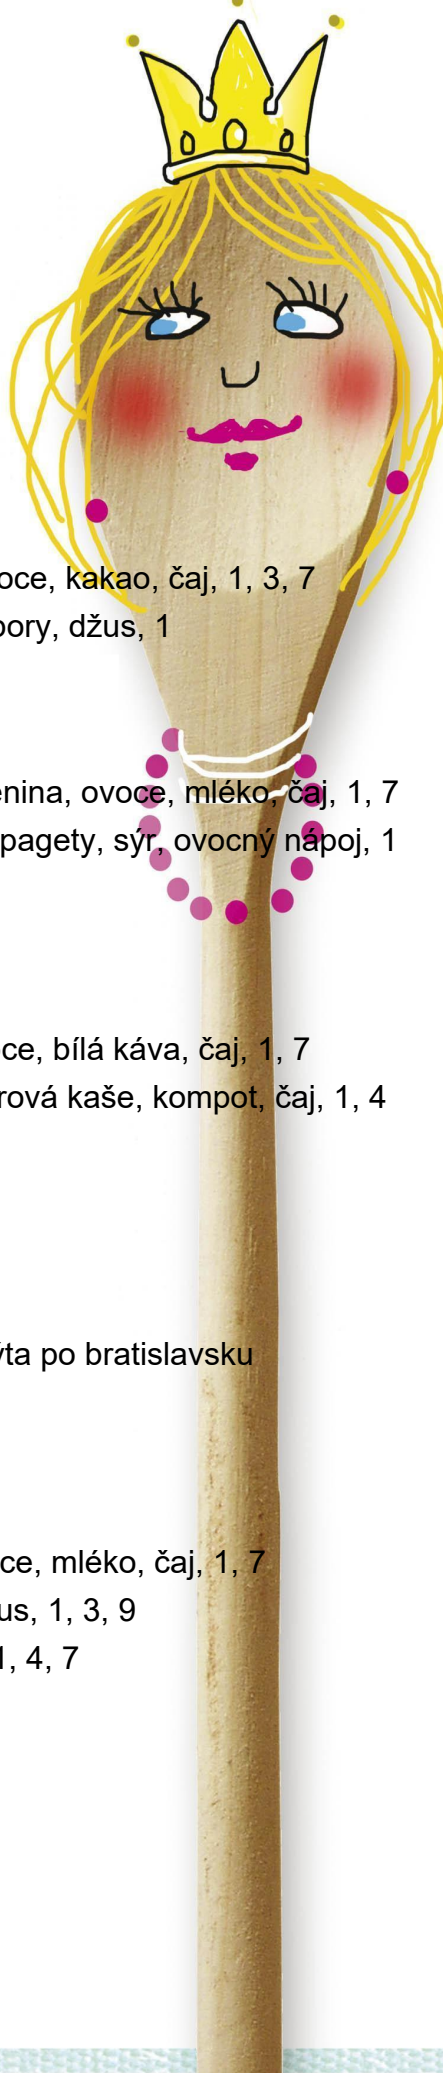 oce, kakao, čaj, 1, 3, 7
ory, džus, 1
enina, ovoce, mléko, čaj, 1, 7
pagety, sýr, ovocný nápoj, 1
ce, bílá káva, čaj, 1, 7
rová kaše, kompot, čaj, 1, 4
ta po bratislavsku
ce, mléko, čaj, 1, 7
us, 1, 3, 9
1, 4, 7